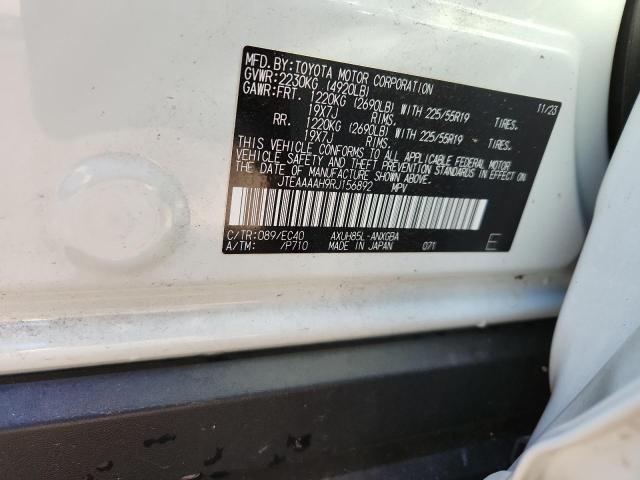 MFD.BY:TOYOTA MOTOR CORPORATION 11/23
GVWR:2230KG (4920LB)
GAWR:FRT. 1220KG (2690LB) WITH 225/55R19 TIRES.
19X7J RIMS.
RR. 1220KG (2690LB) WITH 225/55R19 TIRES.
19X7J RIMS.
THIS VEHICLE CONFORMS TO ALL APPLICABLE FEDERAL MOTOR
VEHICLE SAFETY AND THEFT PREVENTION STANDARDS IN EFFECT ON
THE DATE OF MANUFACTURE SHOWN ABOVE.
JTEAAAAH9RJ156892 MPV
C/TR:089/EC40 AXUH85L-ANXGBA
A/TM: /P710 MADE IN JAPAN 071 E